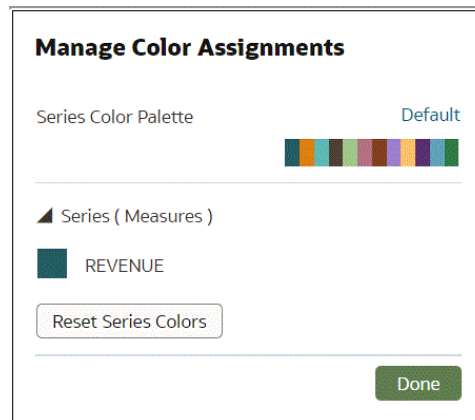 Manage Color Assignments
Series Color Palette Default
Series ( Measures )
REVENUE
Reset Series Colors
Done